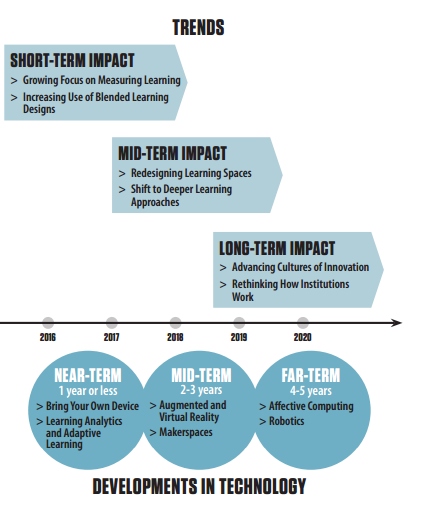 TRENDS
SHORT-TERM IMPACT
> Growing Focus on Measuring Learning
> Increasing Use of Blended Learning
Designs
MID-TERM IMPACT
> Redesigning Learning Spaces
> Shift to Deeper Learning
Approaches
LONG-TERM IMPACT
> Advancing Cultures of Innovation
> Rethinking How Institutions
Work
2016 2017 2018 2019 2020
NEAR-TERM
1 year or less
> Bring Your Own Device
> Learning Analytics
and Adaptive
Learning
MID-TERM
2-3 years
> Augmented and
Virtual Reality
> Makerspaces
FAR-TERM
4-5 years
> Affective Computing
> Robotics
DEVELOPMENTS IN TECHNOLOGY